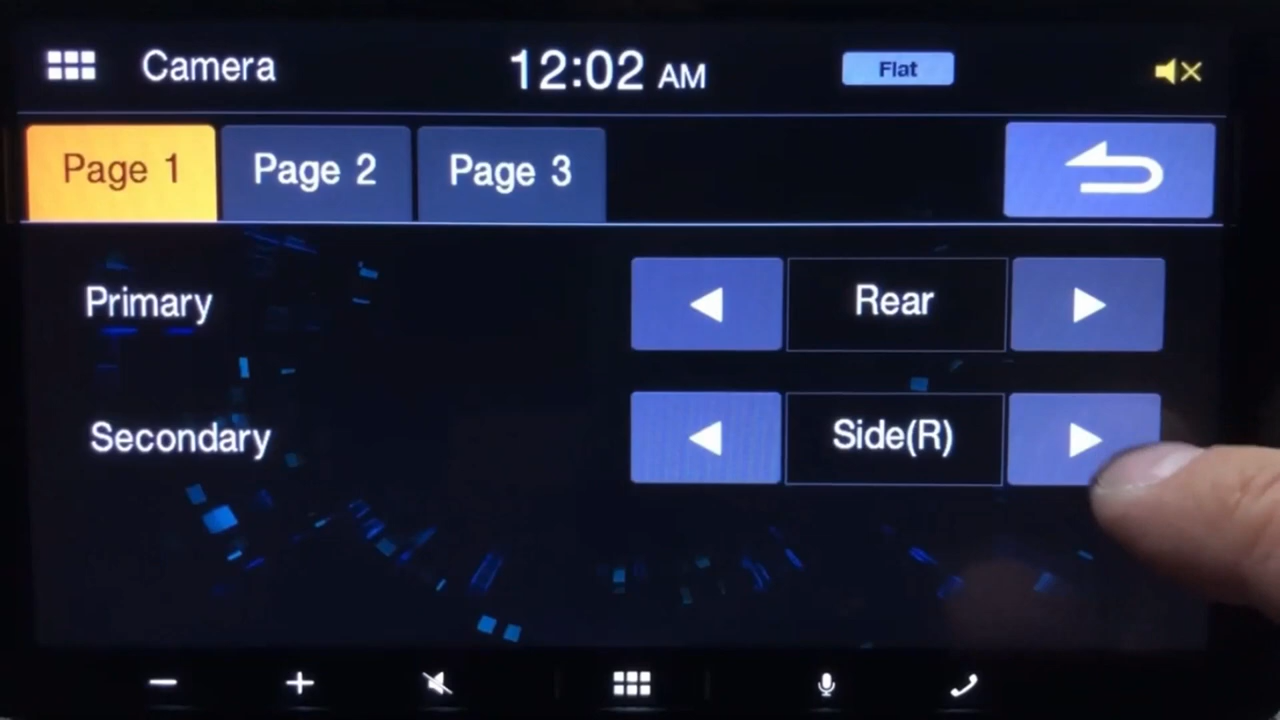 Camera 12:02 AM Flat
Page 1 Page 2 Page 3
Primary Rear
Secondary Side(R)